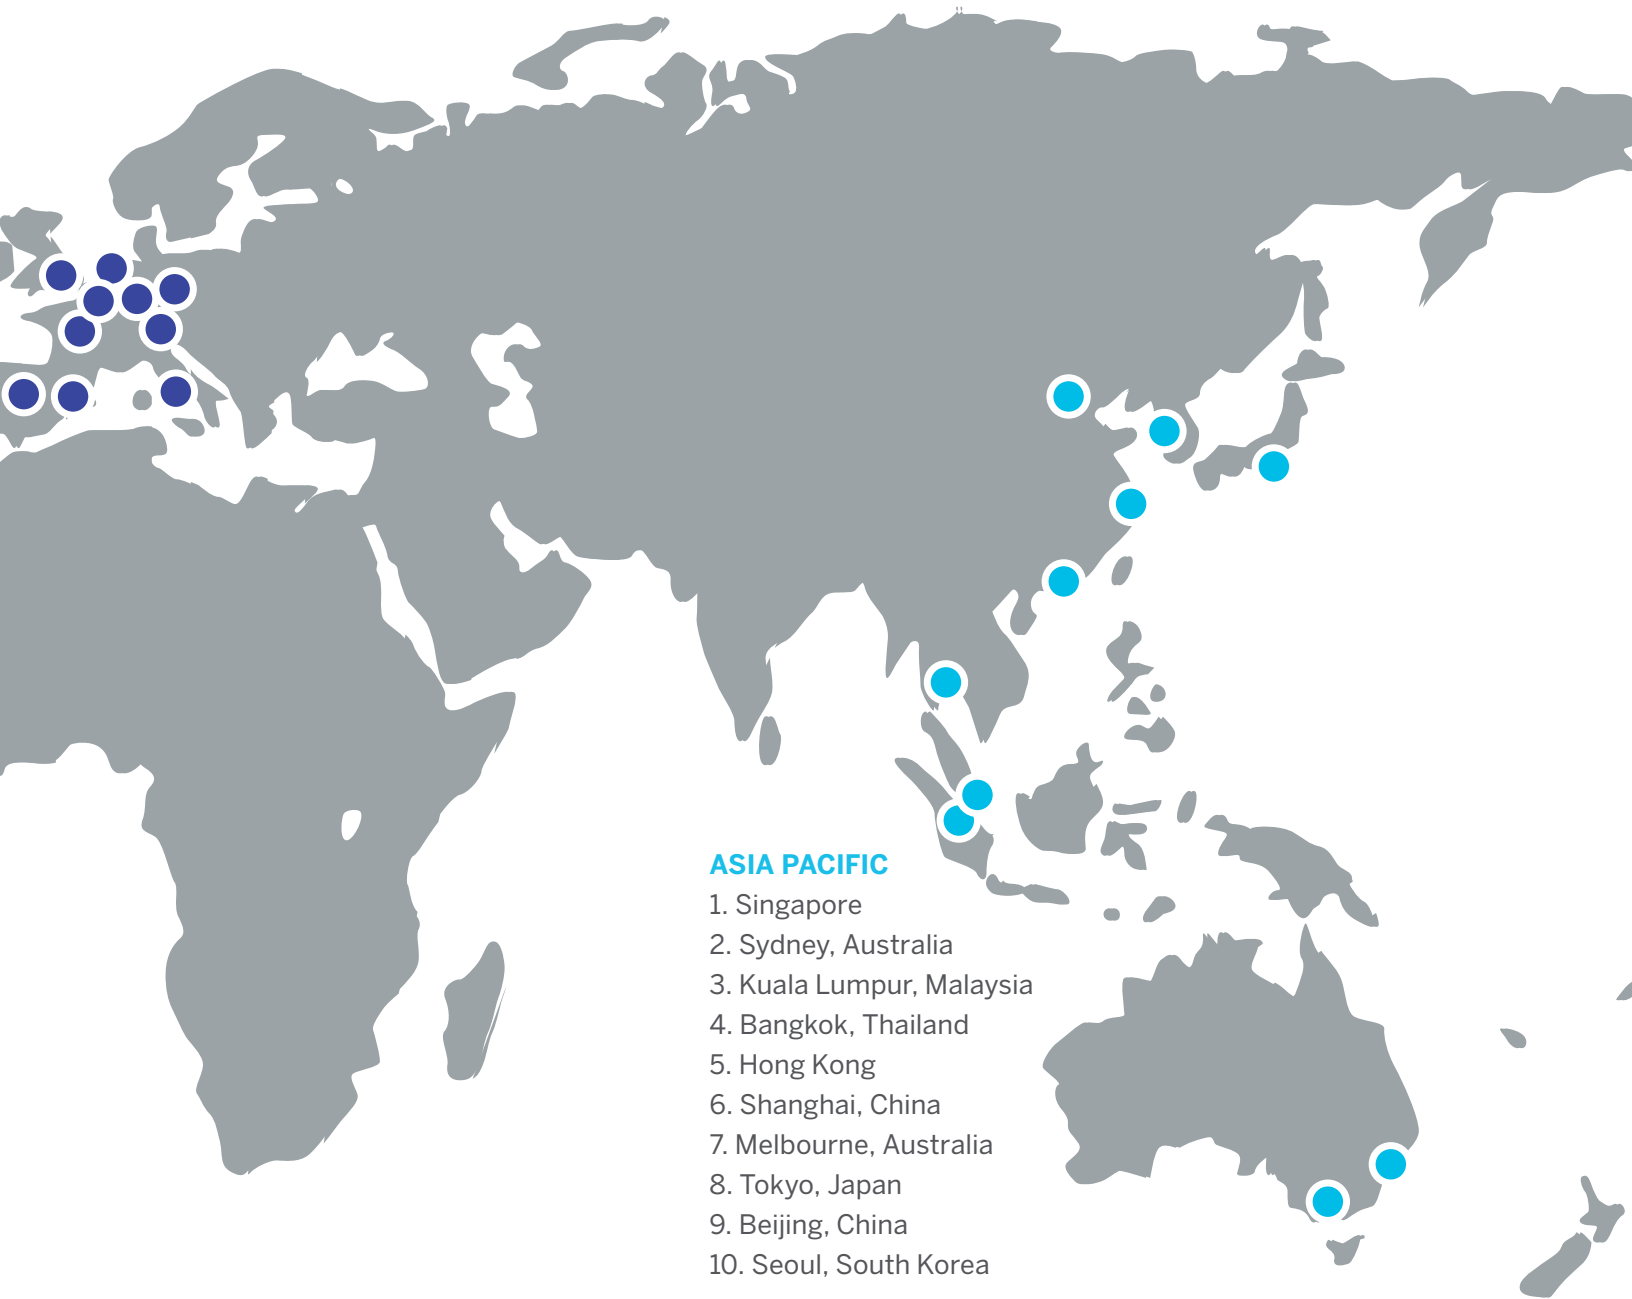 ASIA PACIFIC
1. Singapore
2. Sydney, Australia
3. Kuala Lumpur, Malaysia
4. Bangkok, Thailand
5. Hong Kong
6. Shanghai, China
7. Melbourne, Australia
8. Tokyo, Japan
9. Beijing, China
10. Seoul, South Korea